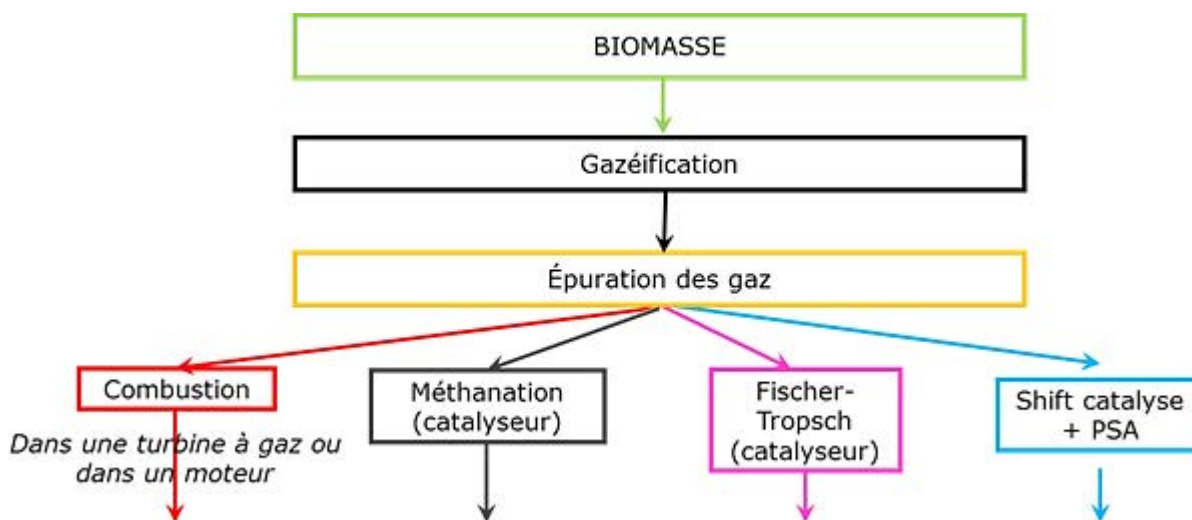 BIOMASSE
Gazéification
Épuration des gaz
Combustion
Dans une turbine à gaz ou
dans un moteur
Méthanation
(catalyseur)
Fischer-
Tropsch
(catalyseur)
Shift catalyse
+ PSA